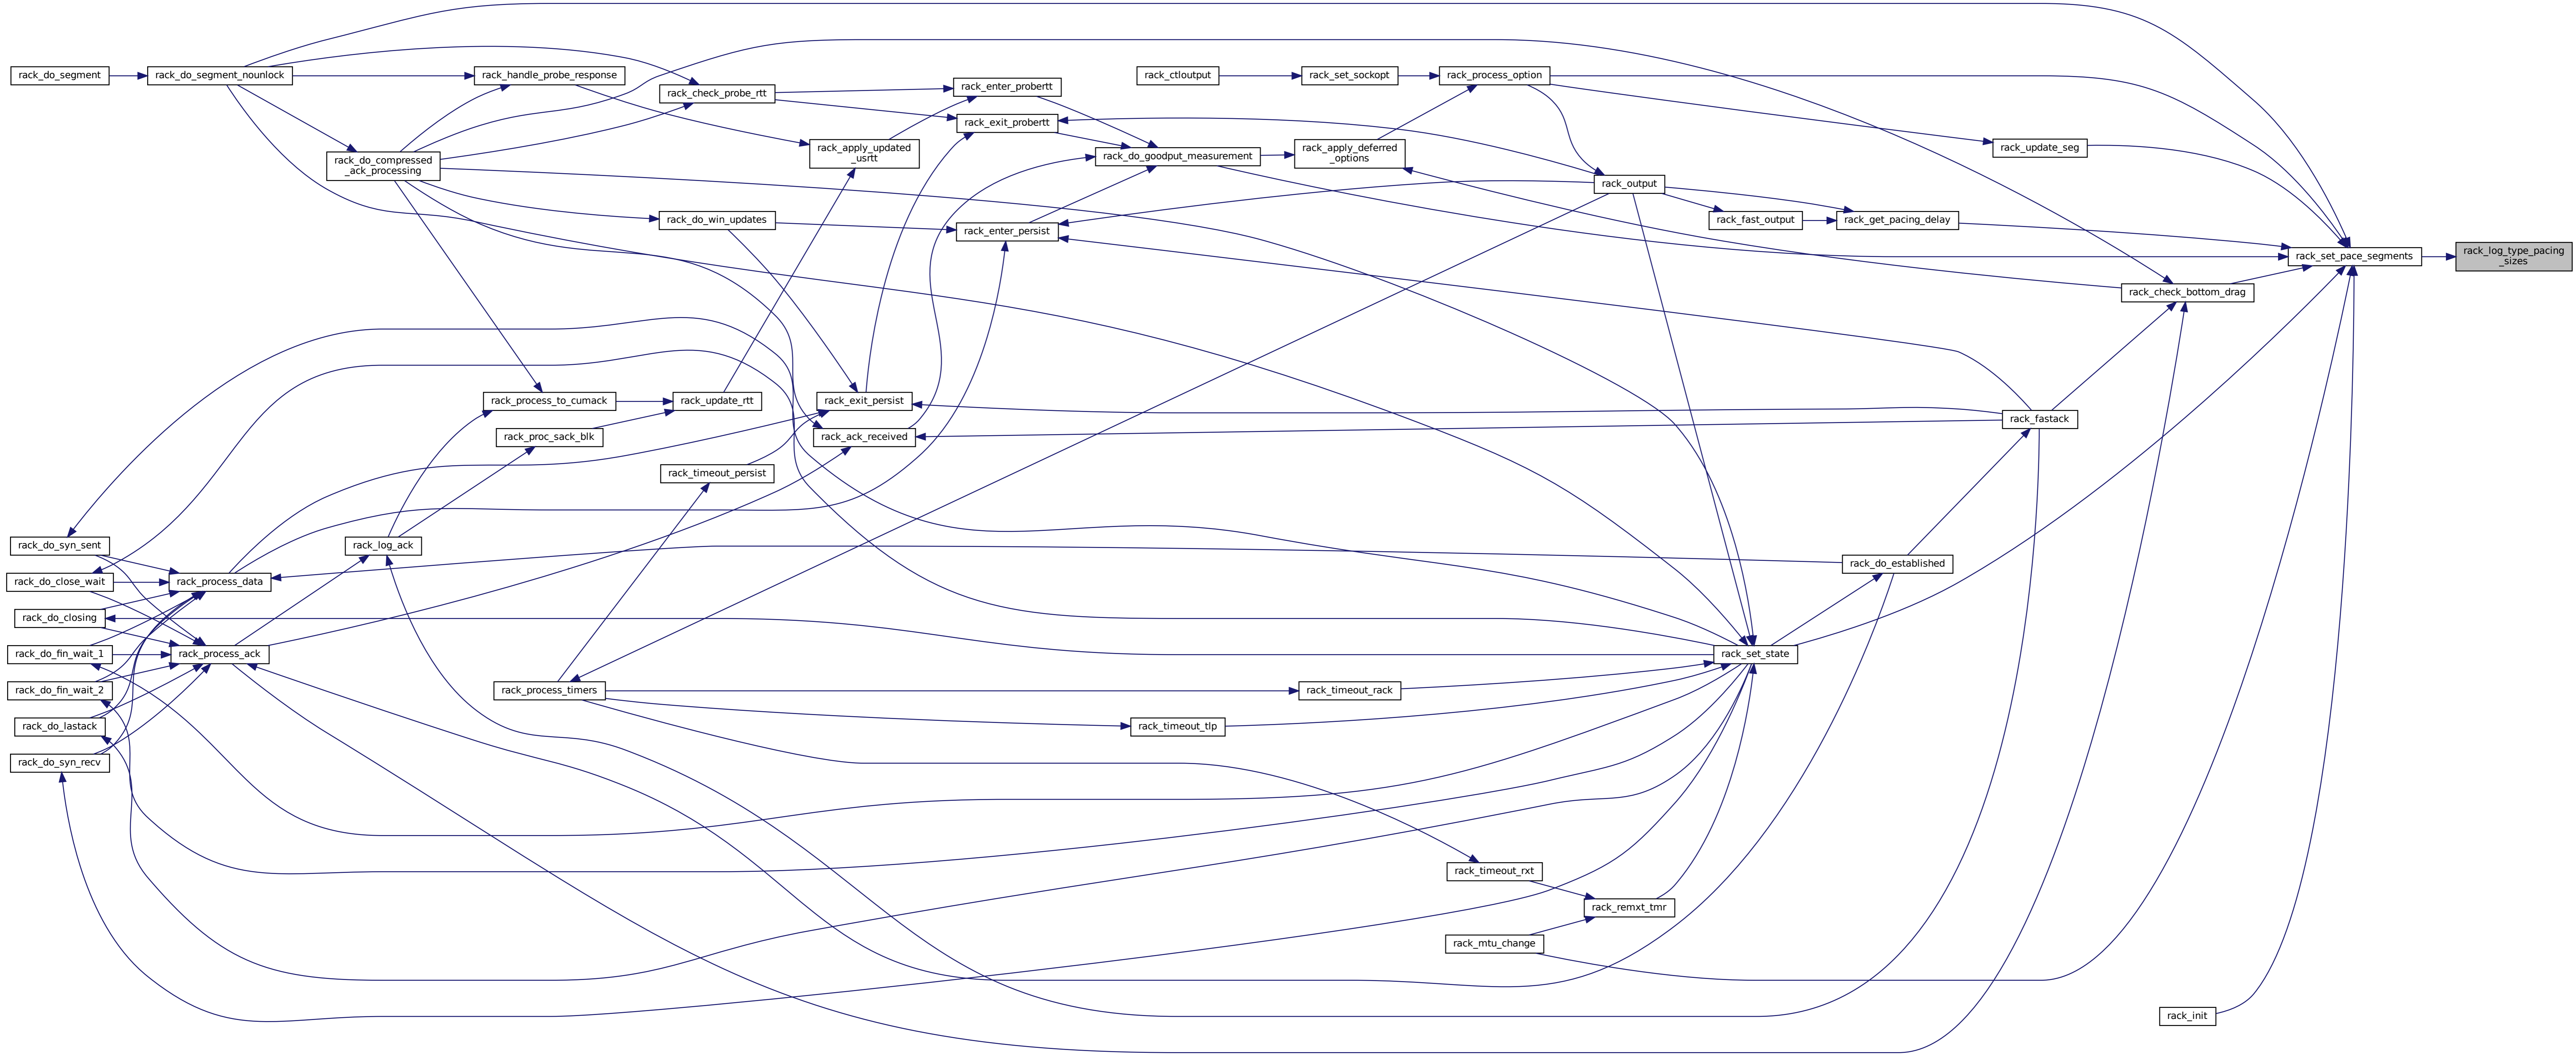 rack_do_segment
rack_do_segment_nounlock
rack_handle_probe_response
rack_check_probe_rtt
rack_enter_probertt
rack_exit_probertt
rack_ctloutput
rack_set_sockopt
rack_process_option
rack_update_seg
rack_do_compressed
_ack_processing
rack_apply_updated
_usrtt
rack_do_goodput_measurement
rack_apply_deferred
_options
rack_output
rack_do_win_updates
rack_enter_persist
rack_fast_output
rack_get_pacing_delay
rack_set_pace_segments
rack_log_type_pacing
_sizes
rack_check_bottom_drag
rack_process_to_cumack
rack_update_rtt
rack_exit_persist
rack_proc_sack_blk
rack_ack_received
rack_fastack
rack_timeout_persist
rack_do_syn_sent
rack_log_ack
rack_do_close_wait
rack_process_data
rack_do_established
rack_do_closing
rack_do_fin_wait_1
rack_process_ack
rack_set_state
rack_do_fin_wait_2
rack_process_timers
rack_timeout_rack
rack_do_lastack
rack_timeout_tlp
rack_do_syn_recv
rack_timeout_rxt
rack_remxt_tmr
rack_mtu_change
rack_init